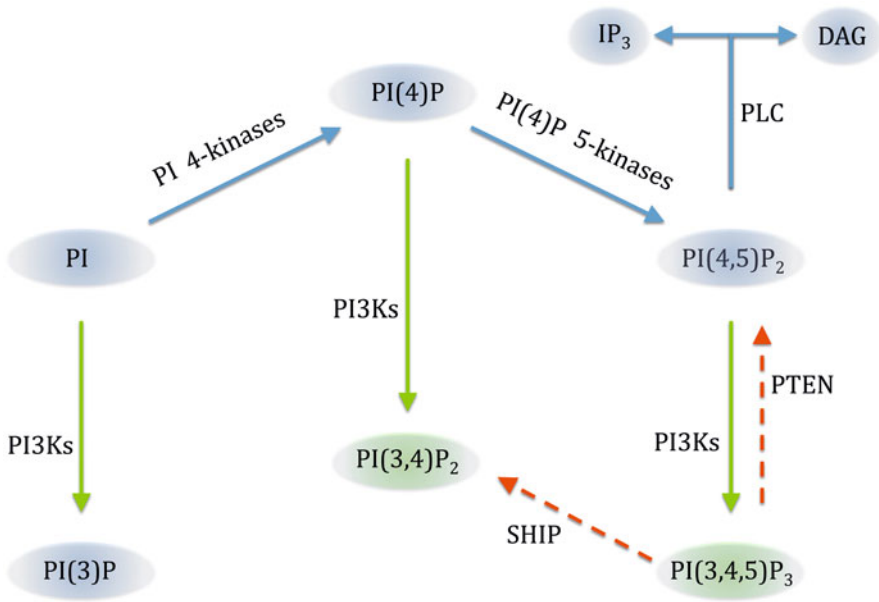 IP₃
DAG
PI(4)P
PLC
PI 4-kinases
PI(4)P 5-kinases
PI
PI(4,5)P₂
PI3Ks
PTEN
PI3Ks
PI3Ks
PI(3,4)P₂
SHIP
PI(3)P
PI(3,4,5)P₃